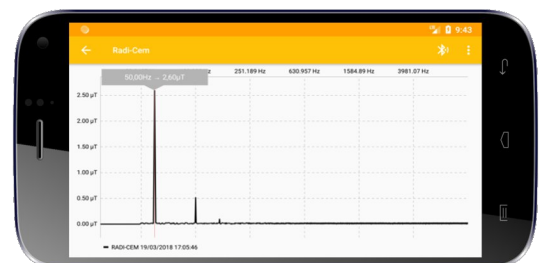 9:43
Radi-Cem
50,00Hz → 2,60µT
z 251.189 Hz 630.957 Hz 1584.89 Hz 3981.07 Hz
2.50 µT
2.00 µT
1.50 µT
1.00 µT
0.50 µT
0.00 µT
RADI-CEM 19/03/2018 17:05:46